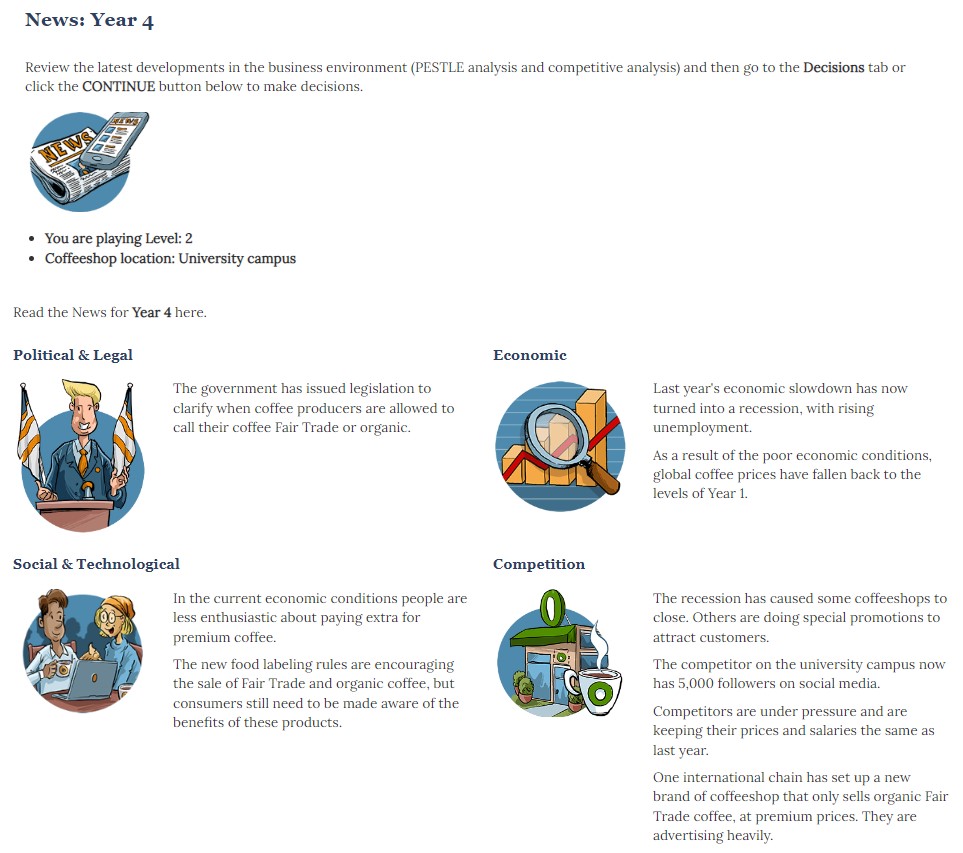 News: Year 4
Review the latest developments in the business environment (PESTLE analysis and competitive analysis) and then go to the Decisions tab or
click the CONTINUE button below to make decisions.
NEWS
NEWS
You are playing Level: 2
Coffeeshop location: University campus
Read the News for Year 4 here.
Political & Legal
The government has issued legislation to
clarify when coffee producers are allowed to
call their coffee Fair Trade or organic.
Economic
Last year's economic slowdown has now
turned into a recession, with rising
unemployment.
As a result of the poor economic conditions,
global coffee prices have fallen back to the
levels of Year 1.
Social & Technological
In the current economic conditions people are
less enthusiastic about paying extra for
premium coffee.
The new food labeling rules are encouraging
the sale of Fair Trade and organic coffee, but
consumers still need to be made aware of the
benefits of these products.
Competition
The recession has caused some coffeeshops to
close. Others are doing special promotions to
attract customers.
The competitor on the university campus now
has 5,000 followers on social media.
Competitors are under pressure and are
keeping their prices and salaries the same as
last year.
One international chain has set up a new
brand of coffeeshop that only sells organic Fair
Trade coffee, at premium prices. They are
advertising heavily.